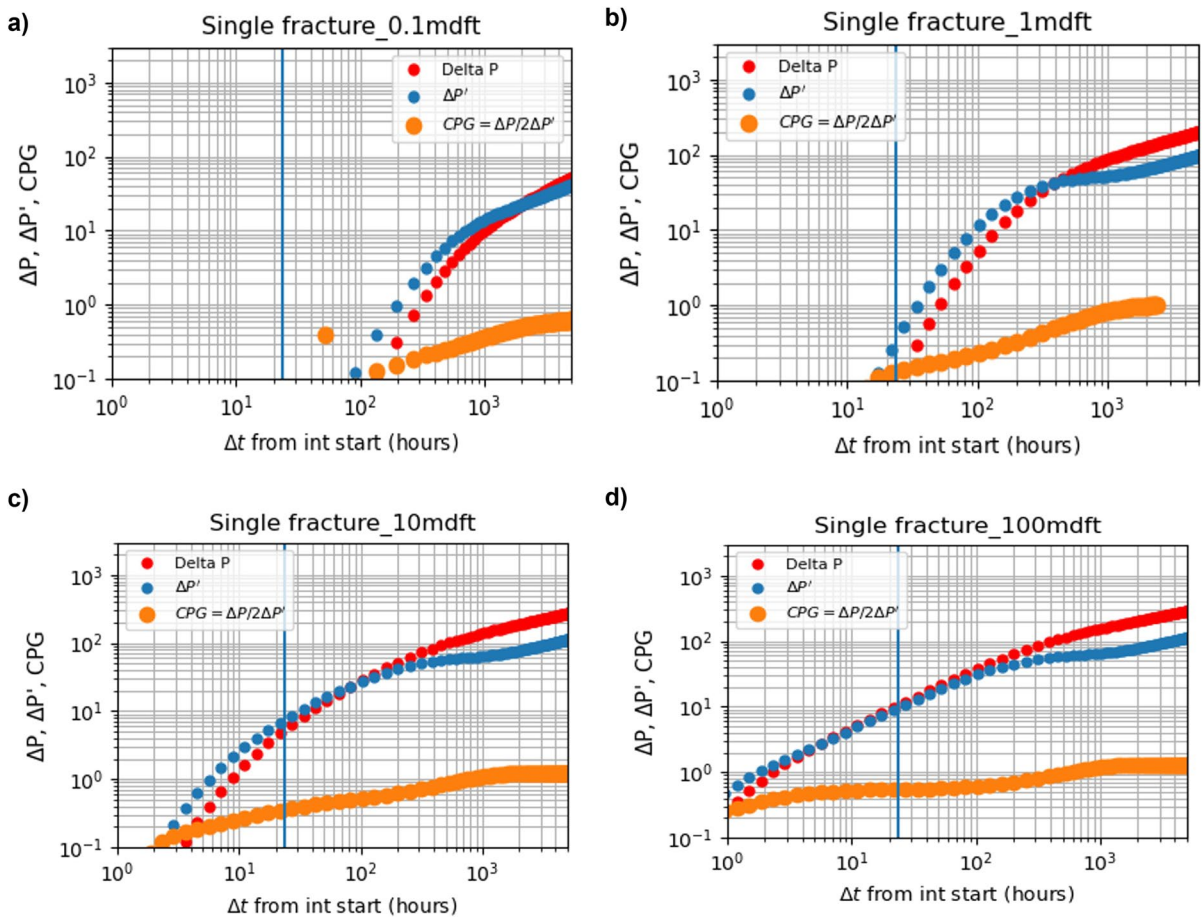 a)
Single fracture_0.1mdft
10³
10²
10¹
10⁰
10⁻¹
ΔP, ΔP', CPG
Delta P
ΔP'
CPG = ΔP/2ΔP'
10⁰ 10¹ 10² 10³
Δt from int start (hours)
b)
Single fracture_1mdft
10³
10²
10¹
10⁰
10⁻¹
ΔP, ΔP', CPG
Delta P
ΔP'
CPG = ΔP/2ΔP'
10⁰ 10¹ 10² 10³
Δt from int start (hours)
c)
Single fracture_10mdft
10³
10²
10¹
10⁰
10⁻¹
ΔP, ΔP', CPG
Delta P
ΔP'
CPG = ΔP/2ΔP'
10⁰ 10¹ 10² 10³
Δt from int start (hours)
d)
Single fracture_100mdft
10³
10²
10¹
10⁰
10⁻¹
ΔP, ΔP', CPG
Delta P
ΔP'
CPG = ΔP/2ΔP'
10⁰ 10¹ 10² 10³
Δt from int start (hours)